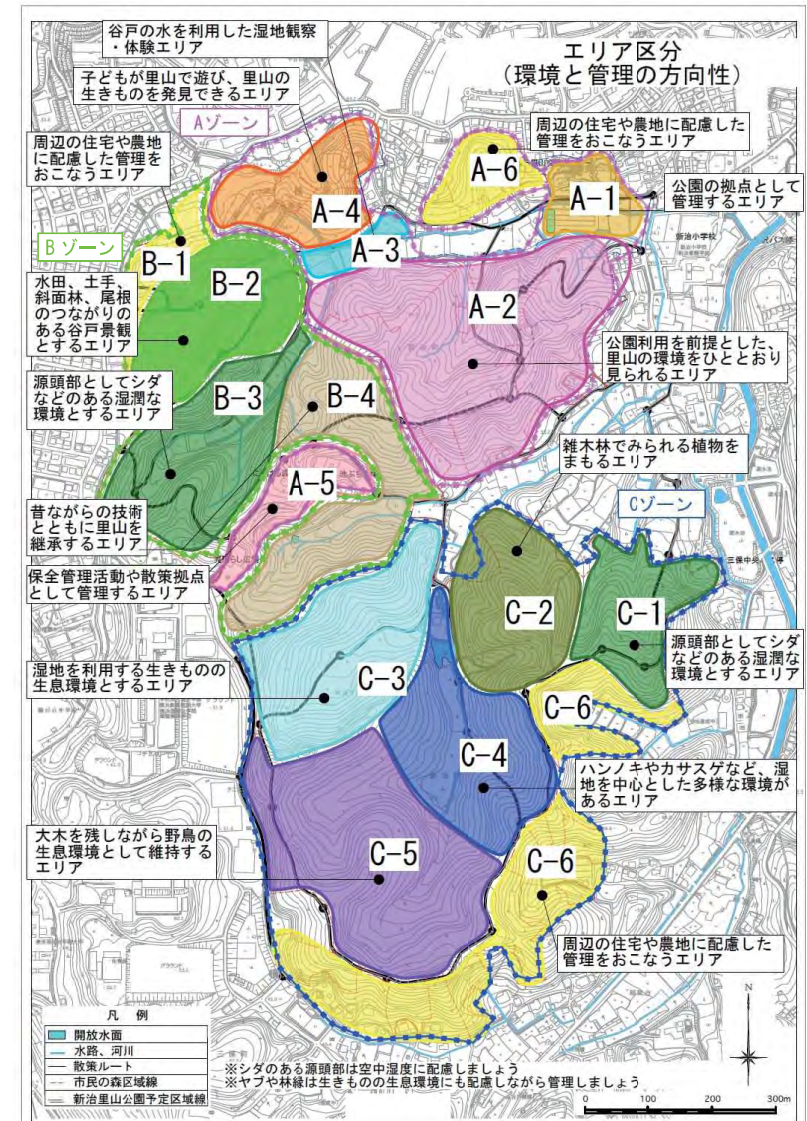 エリア区分
(環境と管理の方向性)
谷戸の水を利用した湿地観察
・体験エリア
子どもが里山で遊び、里山の
生きものを発見できるエリア
Aゾーン
周辺の住宅や農地
に配慮した
管理を
おこなうエリア
周辺の住宅や農地に配慮した
管理をおこなうエリア
A-6
A-1
公園の拠点として
管理するエリア
新治小学校
A-4
A-3
Bゾーン
B-1
B-2
A-2
水田、土手、
斜面林、尾根
のつながりの
ある谷戸景観
とするエリア
公園利用を前提とした、
里山の環境をひととおり
見られるエリア
源頭部としてシダ
などのある湿潤な
環境とするエリア
B-3
B-4
雑木林でみられる植物を
まもるエリア
A-5
Cゾーン
昔ながらの技術
とともに里山を
継承するエリア
保全管理活動や散策拠点
として管理するエリア
三保中央
C-2
C-1
源頭部としてシダ
などのある湿潤な
環境とするエリア
湿地を利用する生きものの
生息環境とするエリア
C-3
C-6
C-4
ハンノキやカサスゲなど、湿
地を中心とした多様な環境が
あるエリア
大木を残しながら野鳥の
生息環境として維持する
エリア
C-5
C-6
周辺の住宅や農地に配慮した
管理をおこなうエリア
凡 例
開放水面
水路、河川
散策ルート
市民の森区域線
新治里山公園予定区域線
※シダのある源頭部は空中湿度に配慮しましょう
※ヤブや林縁は生きものの生息環境にも配慮しながら管理しましょう
N
0 100 200 300m